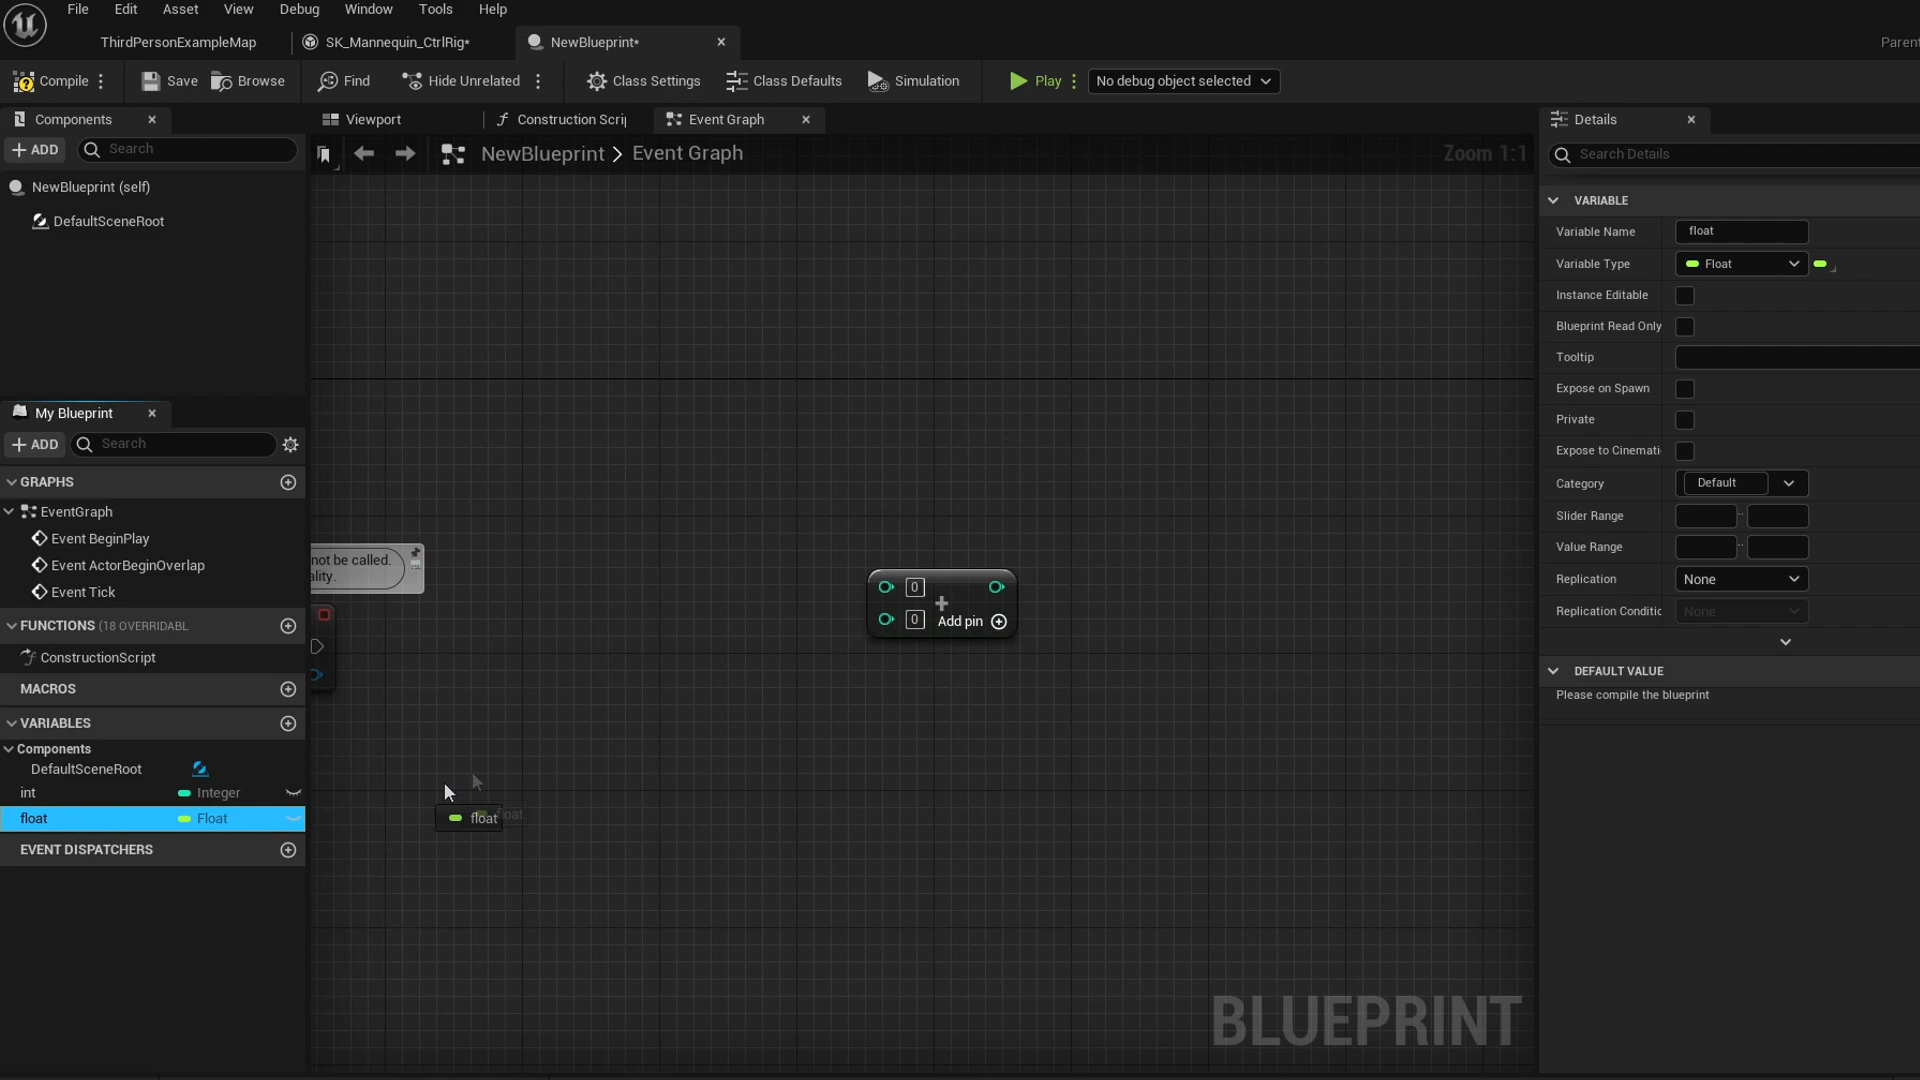 File Edit Asset View Debug Window Tools Help
ThirdPersonExampleMap SK_Mannequin_CtrlRig* NewBlueprint*
Parent
Compile Save Browse Find Hide Unrelated Class Settings Class Defaults Simulation Play No debug object selected
Components Viewport Construction Scrip Event Graph Details
ADD Search
NewBlueprint > Event Graph Zoom 1:1
Search Details
NewBlueprint (self)
DefaultSceneRoot
VARIABLE
Variable Name float
Variable Type Float
Instance Editable
Blueprint Read Only
Tooltip
Expose on Spawn
Private
Expose to Cinemati
Category Default
Slider Range
Value Range
Replication None
Replication Conditic None
DEFAULT VALUE
Please compile the blueprint
My Blueprint
ADD Search
GRAPHS
EventGraph
Event BeginPlay
Event ActorBeginOverlap
Event Tick
FUNCTIONS (18 OVERRIDABL
ConstructionScript
MACROS
VARIABLES
Components
DefaultSceneRoot
int Integer
float Float
EVENT DISPATCHERS
not be called.
ality.
0
0 Add pin
float float
BLUEPRINT